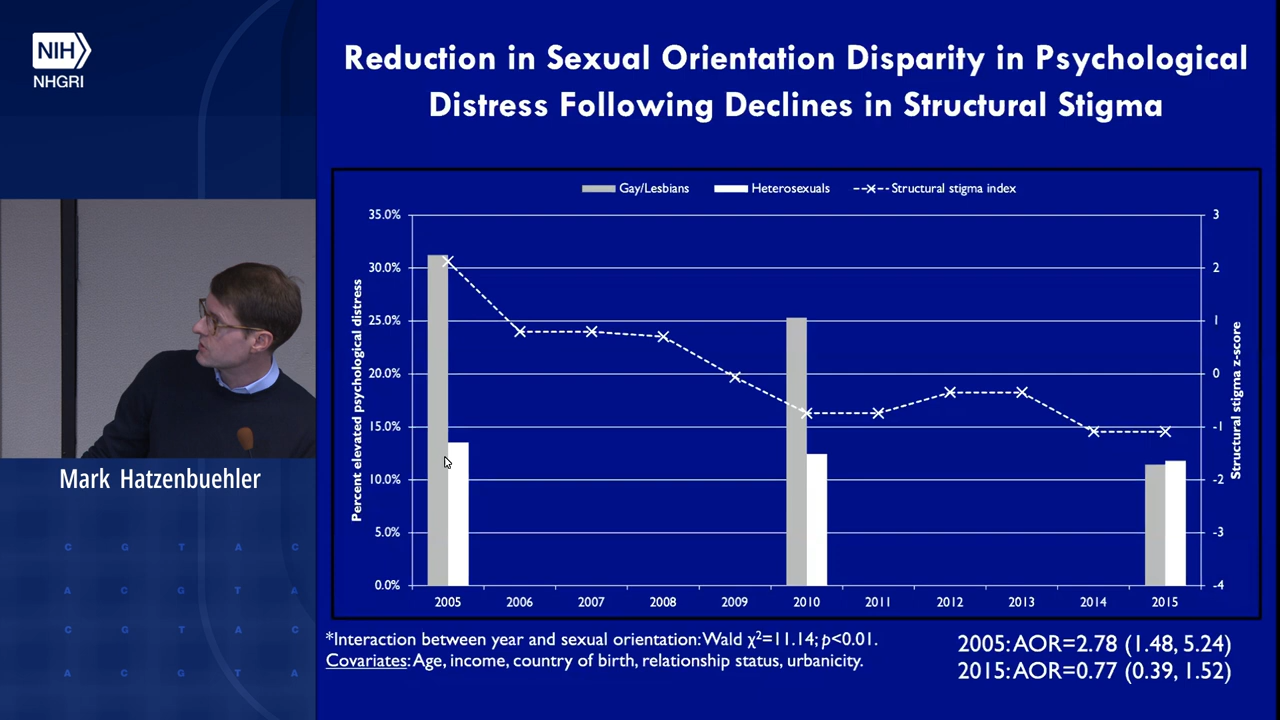 NIH
NHGRI
Reduction in Sexual Orientation Disparity in Psychological
Distress Following Declines in Structural Stigma
Gay/Lesbians
Heterosexuals
Structural stigma index
35.0%
30.0%
25.0%
20.0%
15.0%
10.0%
5.0%
0.0%
Percent elevated psychological distress
3
2
1
0
-1
-2
-3
-4
Structural stigma z-score
2005 2006 2007 2008 2009 2010 2011 2012 2013 2014 2015
*Interaction between year and sexual orientation: Wald χ²=11.14; p<0.01.
Covariates: Age, income, country of birth, relationship status, urbanicity.
2005: AOR=2.78 (1.48, 5.24)
2015: AOR=0.77 (0.39, 1.52)
Mark Hatzenbuehler
C G T A C
A C G T A
C G T A C
A C G T A